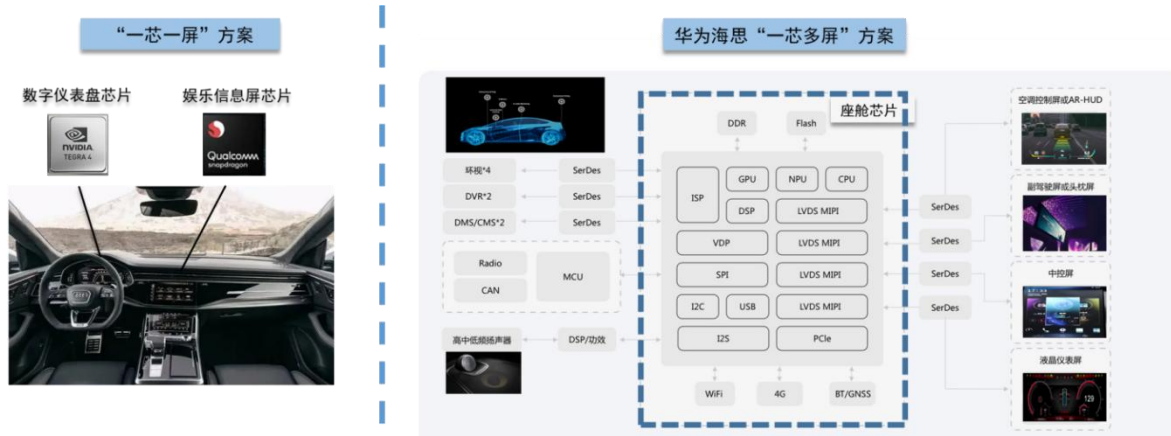 “一芯一屏”方案
数字仪表盘芯片
娱乐信息屏芯片
NVIDIA
TEGRA 4
Qualcomm
snapdragon
华为海思“一芯多屏”方案
座舱芯片
DDR
Flash
环视*4
SerDes
DVR*2
SerDes
DMS/CMS*2
SerDes
Radio
CAN
MCU
高中低频扬声器
DSP/功效
ISP
GPU
NPU
CPU
DSP
LVDS MIPI
VDP
LVDS MIPI
SPI
LVDS MIPI
I2C
USB
LVDS MIPI
I2S
PCIe
WiFi
4G
BT/GNSS
SerDes
SerDes
SerDes
SerDes
空调控制屏或AR-HUD
副驾驶屏或头枕屏
中控屏
液晶仪表屏
129